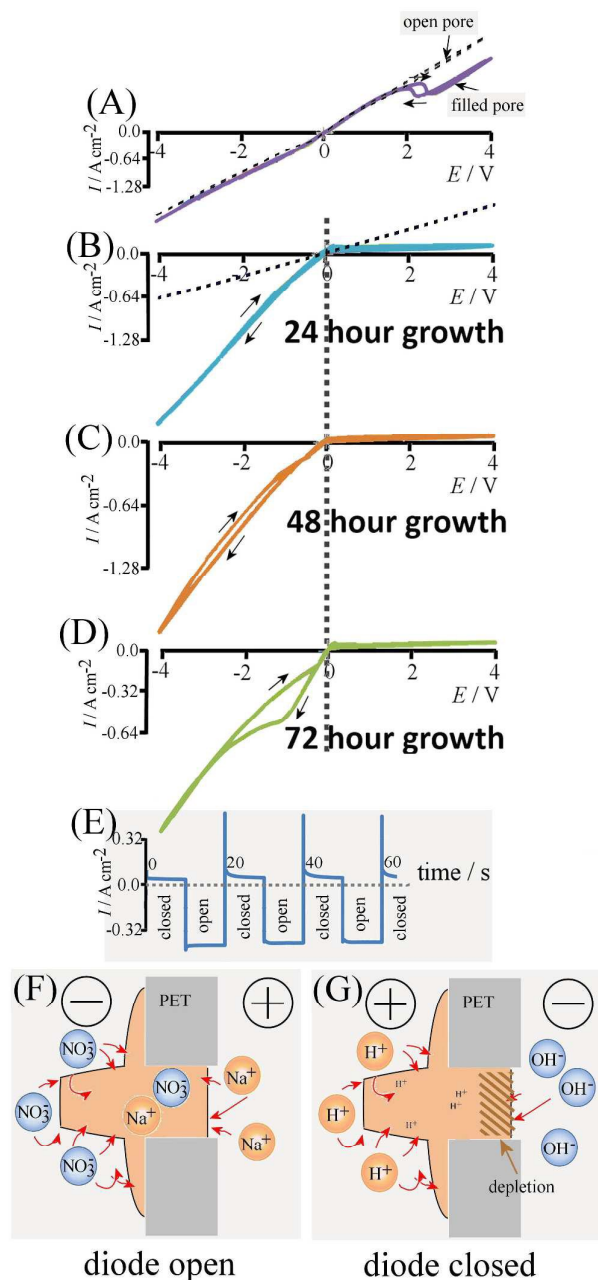 open pore
(A)
filled pore
I / A cm-2
0.0
-0.64
-1.28
-4
-2
0
2
4
E / V
(B)
I / A cm-2
0.0
-0.64
-1.28
-4
-2
0
2
4
E / V
24 hour growth
(C)
I / A cm-2
0.0
-0.64
-1.28
-4
-2
0
2
4
E / V
48 hour growth
(D)
I / A cm-2
0.0
-0.32
-0.64
-4
-2
0
2
4
E / V
72 hour growth
(E)
I / A cm-2
0.32
0.0
-0.32
0
20
40
60
time / s
closed
open
closed
open
closed
open
closed
(F)
−
PET
+
NO3-
NO3-
Na+
NO3-
Na+
NO3-
Na+
NO3-
diode open
(G)
+
PET
−
H+
H+
OH-
H+
H+
OH-
H+
H+
OH-
H+
depletion
diode closed